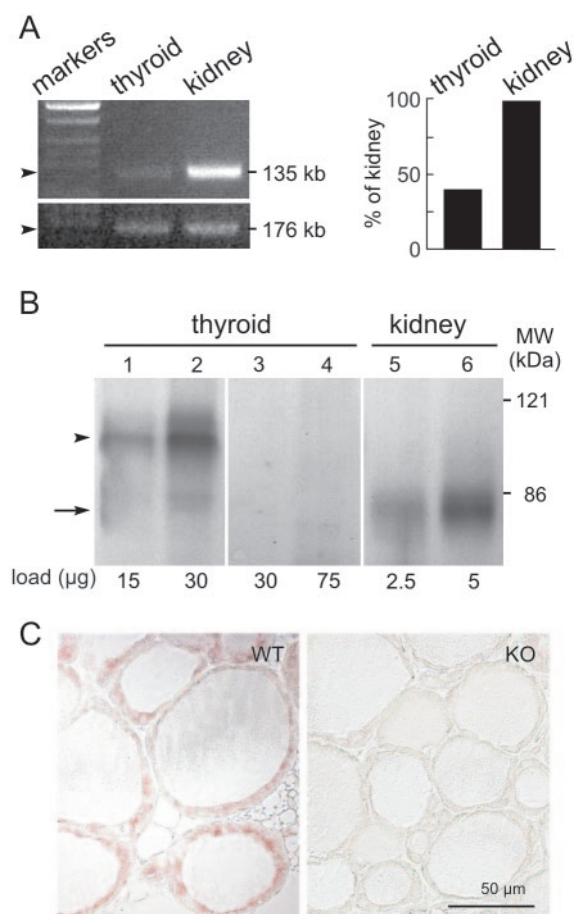 A
markers
thyroid
kidney
135 kb
176 kb
thyroid
kidney
% of kidney
100
50
0
B
thyroid
kidney
MW
(kDa)
1 2 3 4 5 6
121
86
load (µg) 15 30 30 75 2.5 5
C
WT
KO
50 µm